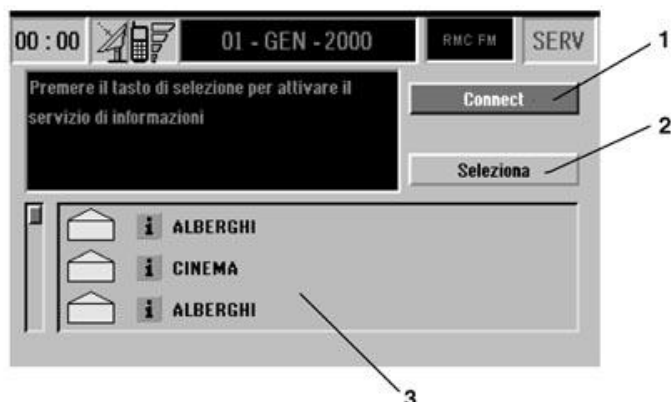 00 : 00 01 - GEN - 2000 RMC FM SERV
1
Premere il tasto di selezione per attivare il
servizio di informazioni
Connect
2
Seleziona
i ALBERGHI
i CINEMA
i ALBERGHI
3